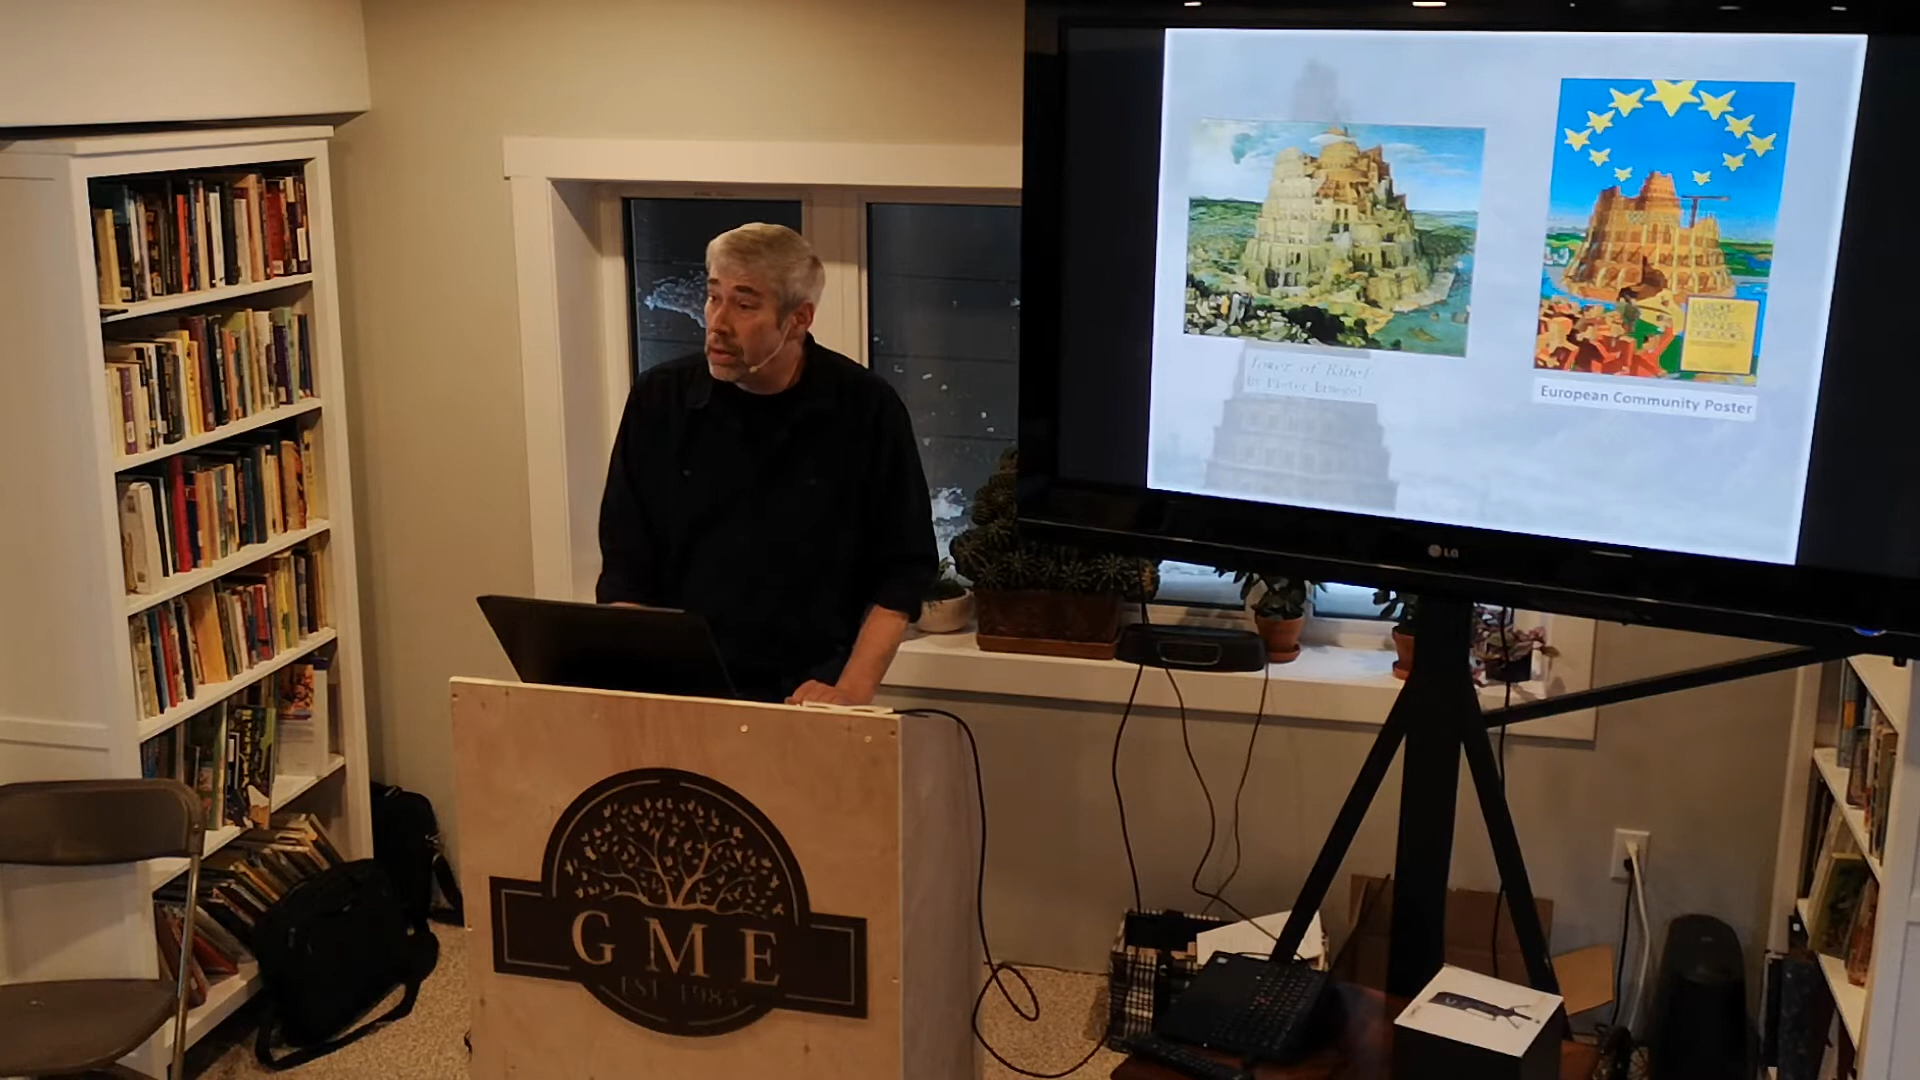 Tower of Babel
by Pieter Bruegel
European Community Poster
LG
GME
EST 1985